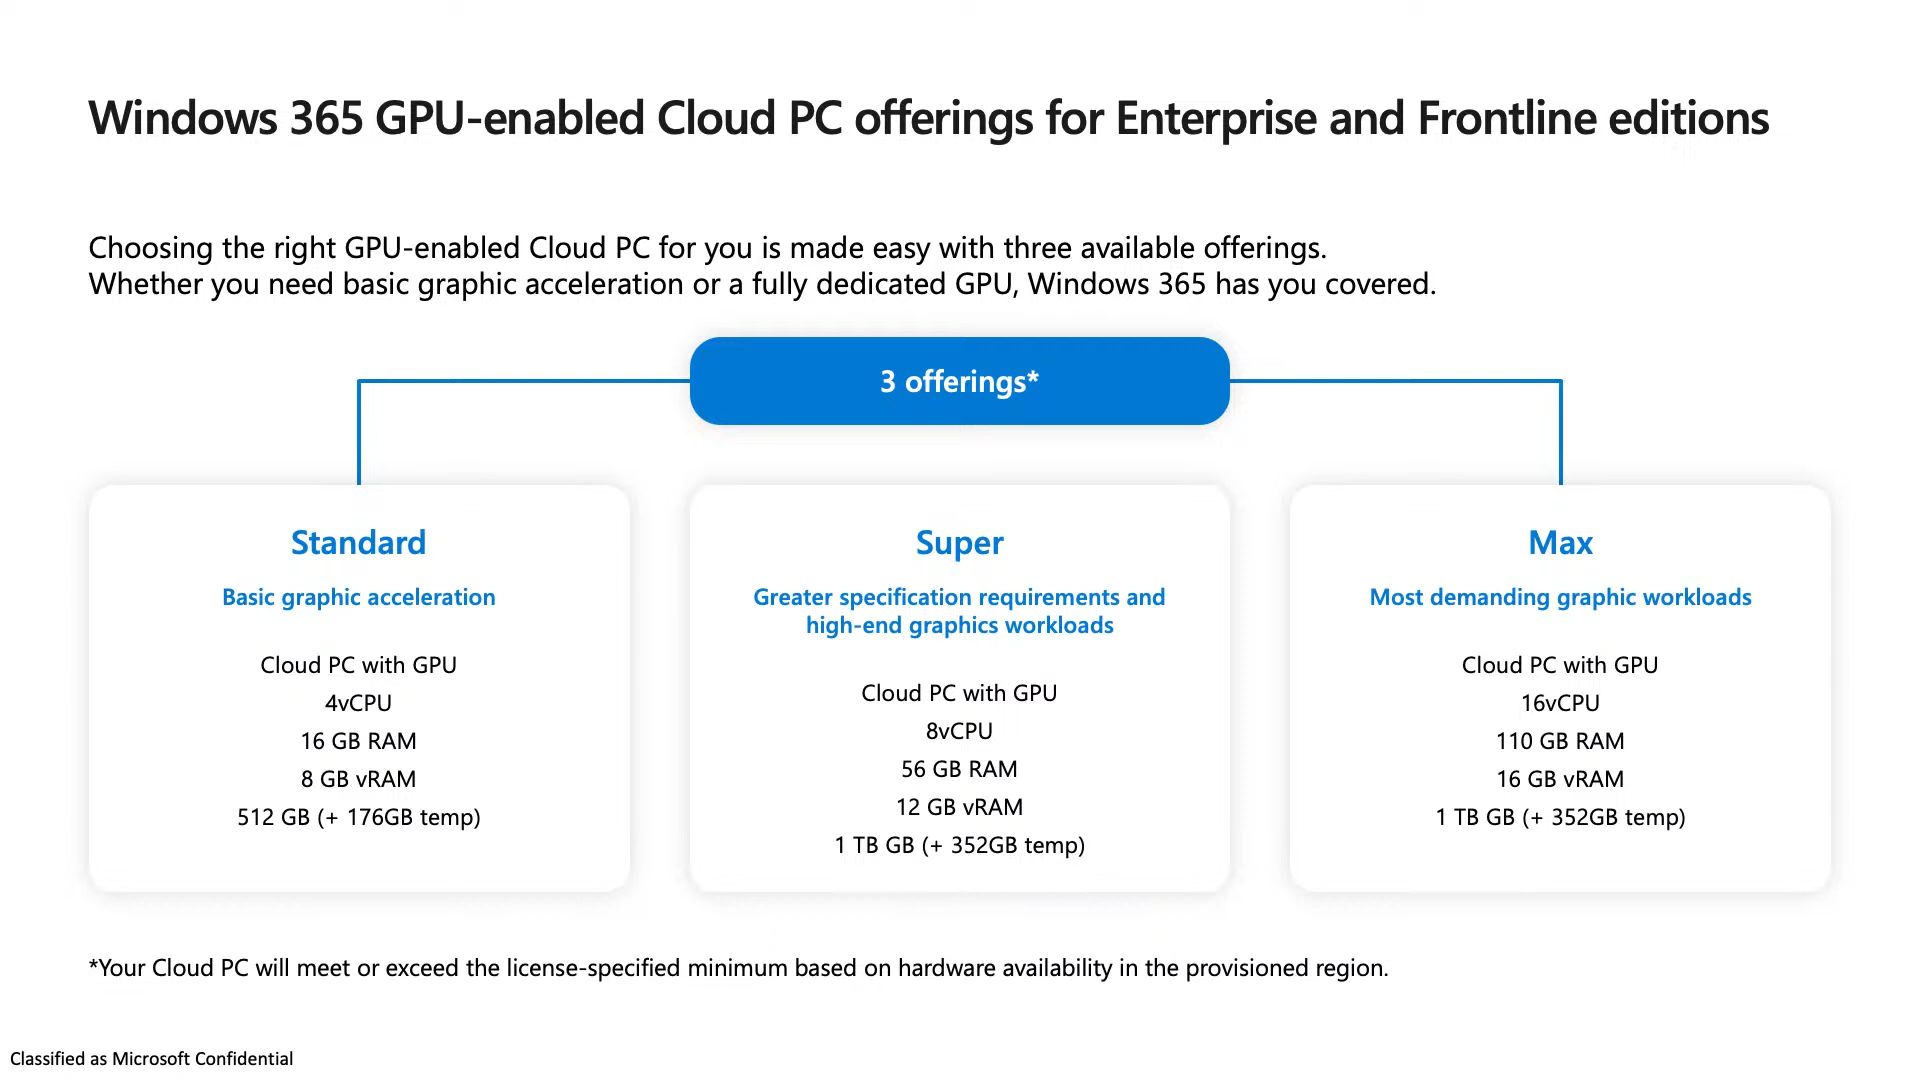 Windows 365 GPU-enabled Cloud PC offerings for Enterprise and Frontline editions
Choosing the right GPU-enabled Cloud PC for you is made easy with three available offerings.
Whether you need basic graphic acceleration or a fully dedicated GPU, Windows 365 has you covered.
3 offerings*
Standard
Basic graphic acceleration
Cloud PC with GPU
4vCPU
16 GB RAM
8 GB vRAM
512 GB (+ 176GB temp)
Super
Greater specification requirements and
high-end graphics workloads
Cloud PC with GPU
8vCPU
56 GB RAM
12 GB vRAM
1 TB GB (+ 352GB temp)
Max
Most demanding graphic workloads
Cloud PC with GPU
16vCPU
110 GB RAM
16 GB vRAM
1 TB GB (+ 352GB temp)
*Your Cloud PC will meet or exceed the license-specified minimum based on hardware availability in the provisioned region.
Classified as Microsoft Confidential